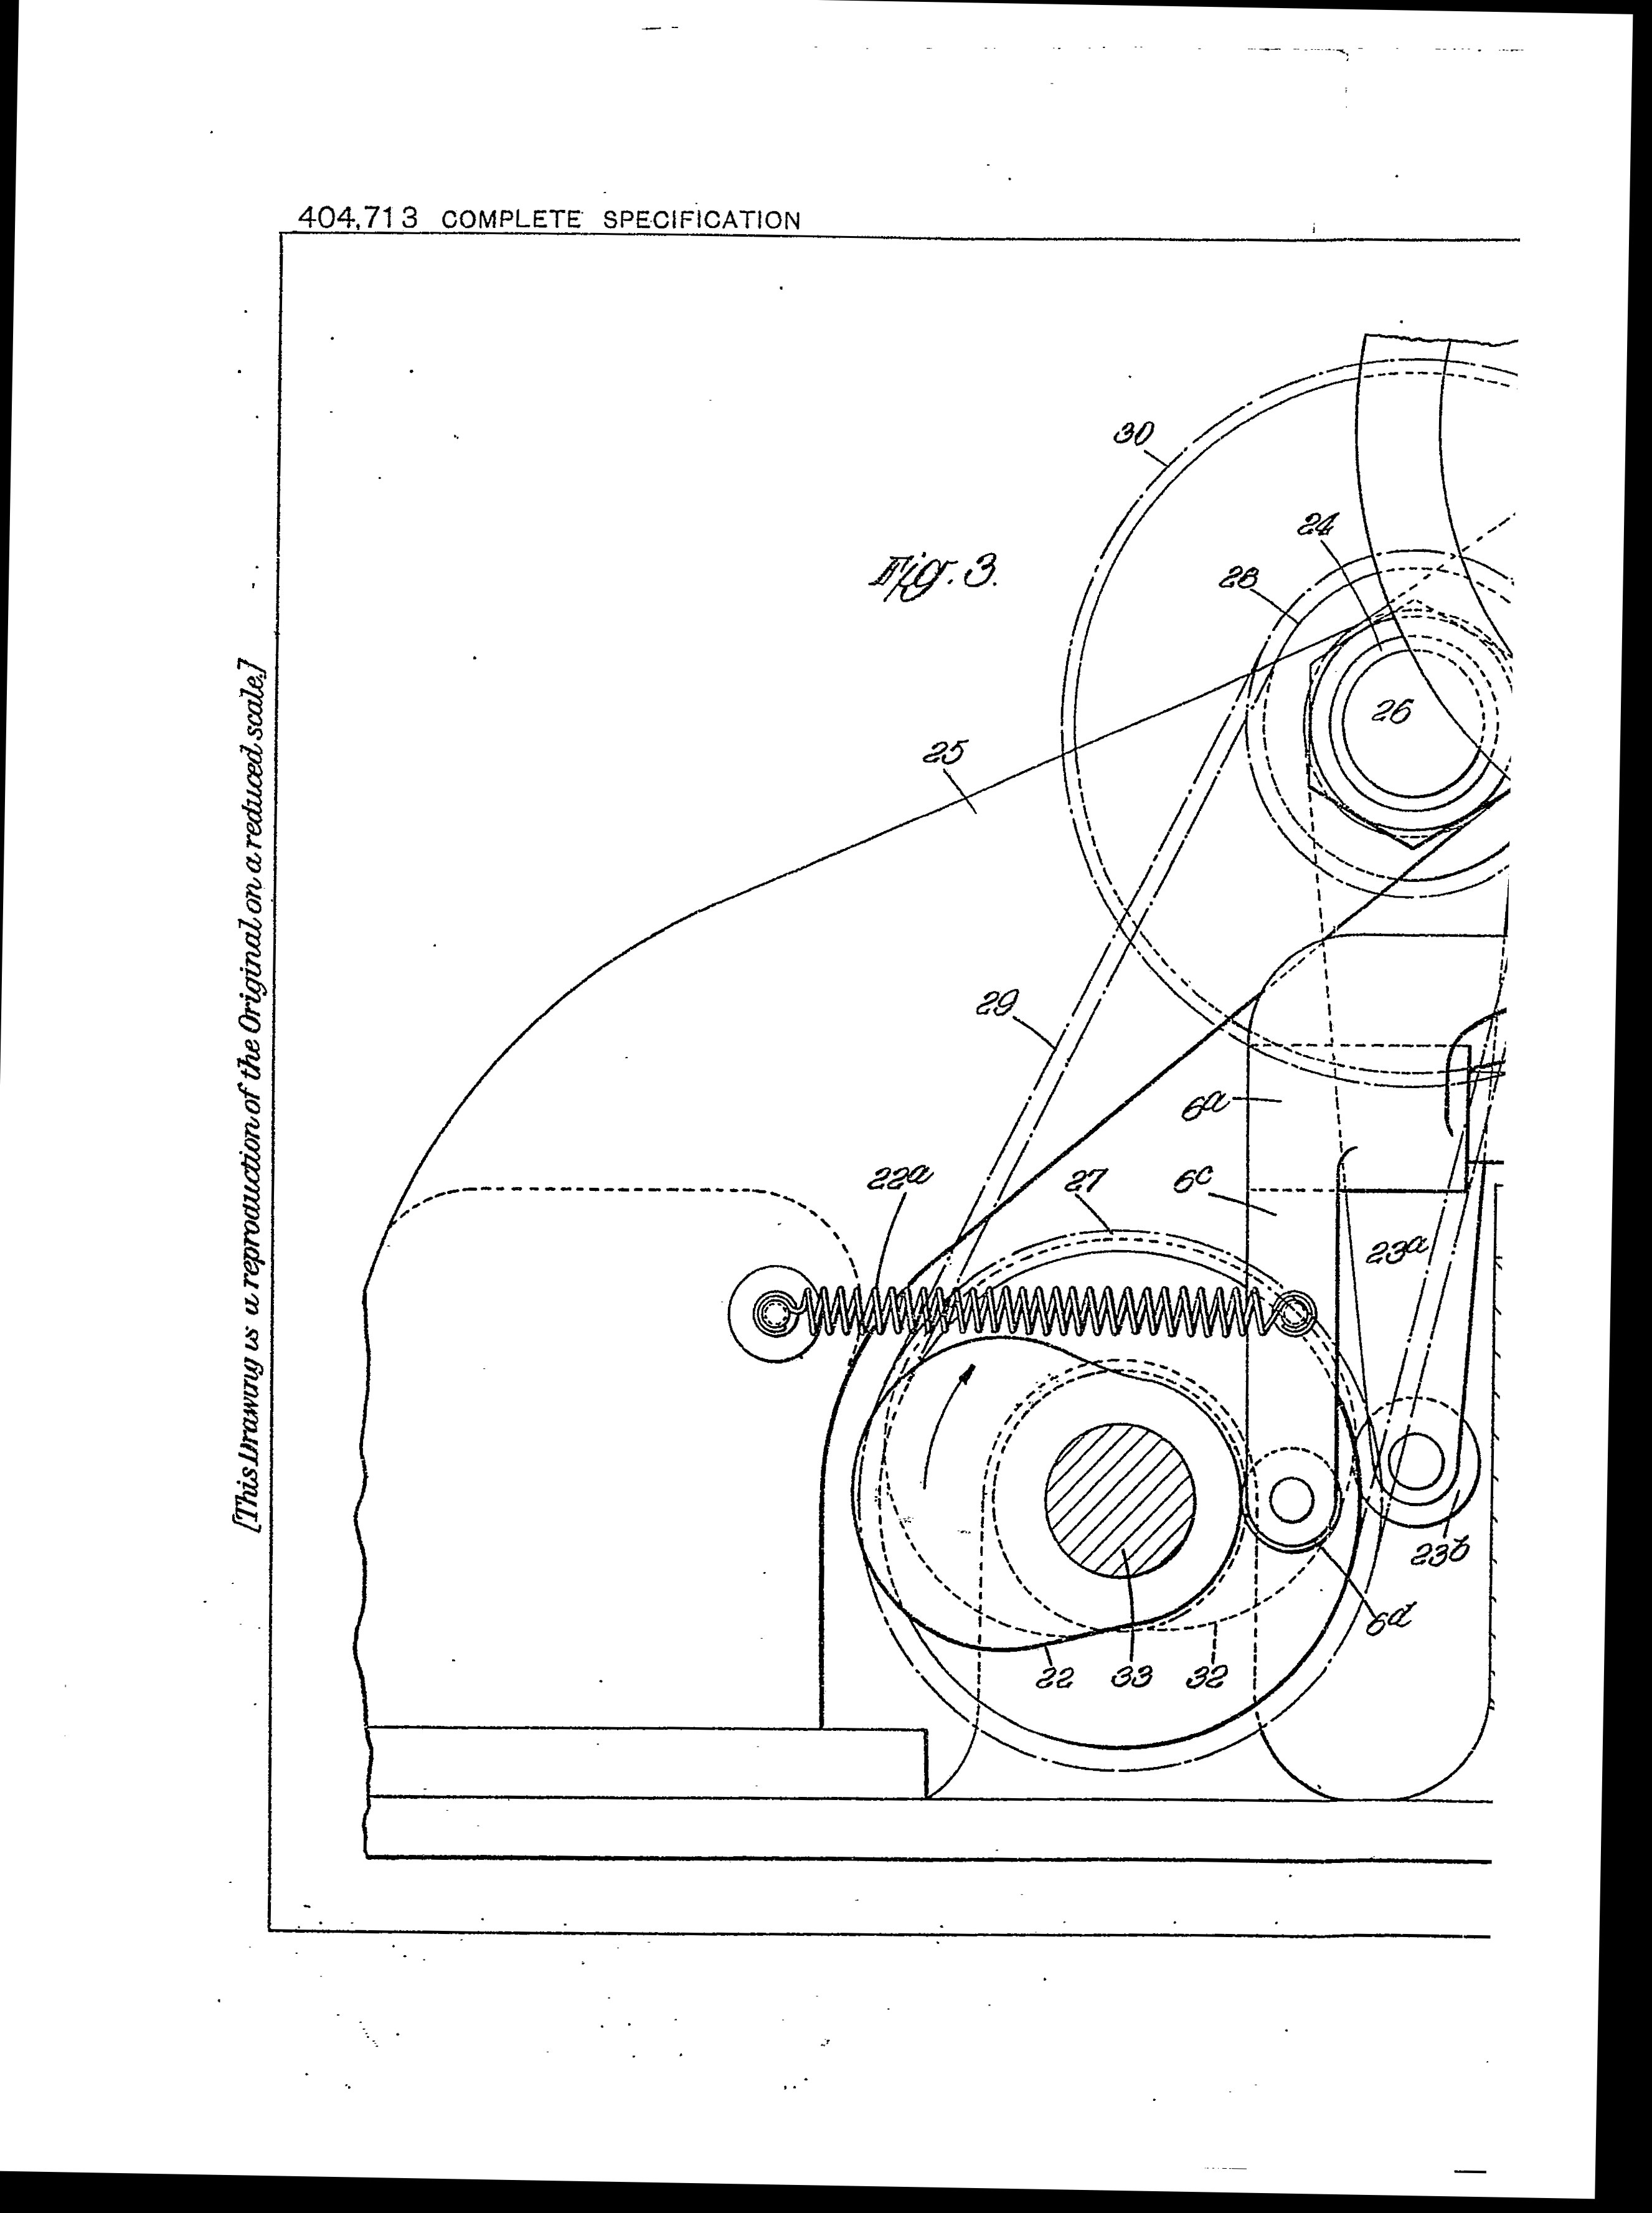 404,713 COMPLETE SPECIFICATION
[This Drawing is a reproduction of the Original on a reduced scale.]
Fig. 3.
30
24
28
26
25
29
6a
22a
27
6c
23a
23b
6d
22
33
32